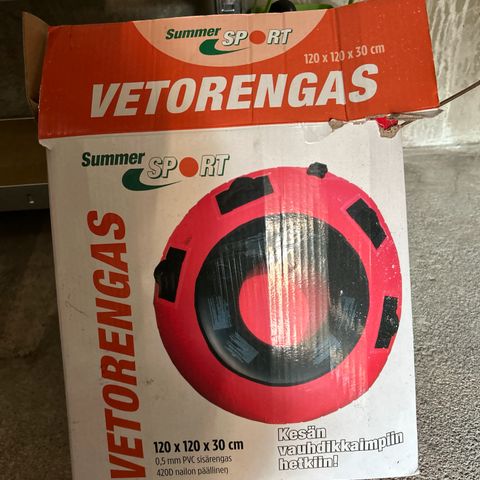 Summer SPORT
120 x 120 x 30 cm
VETORENGAS
Summer SPORT
VETORENGAS
120 x 120 x 30 cm
0,5 mm PVC sisärengas
420D nailon päällinen
Kesän
vauhdikkaimpiin
hetkiin!